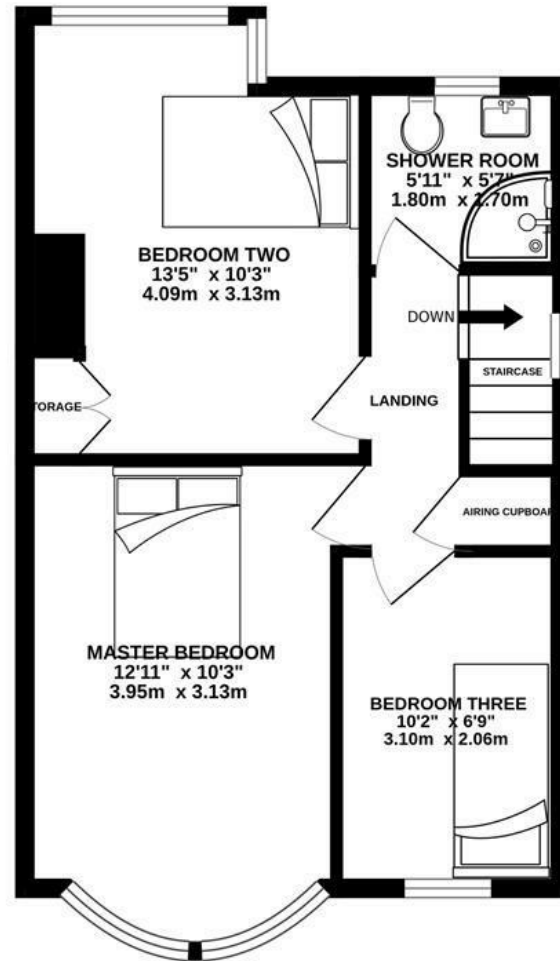 SHOWER ROOM
5'11" x 5'7"
1.80m x 1.70m
BEDROOM TWO
13'5" x 10'3"
4.09m x 3.13m
DOWN
STAIRCASE
LANDING
TORAGE
AIRING CUPBOAR
MASTER BEDROOM
12'11" x 10'3"
3.95m x 3.13m
BEDROOM THREE
10'2" x 6'9"
3.10m x 2.06m